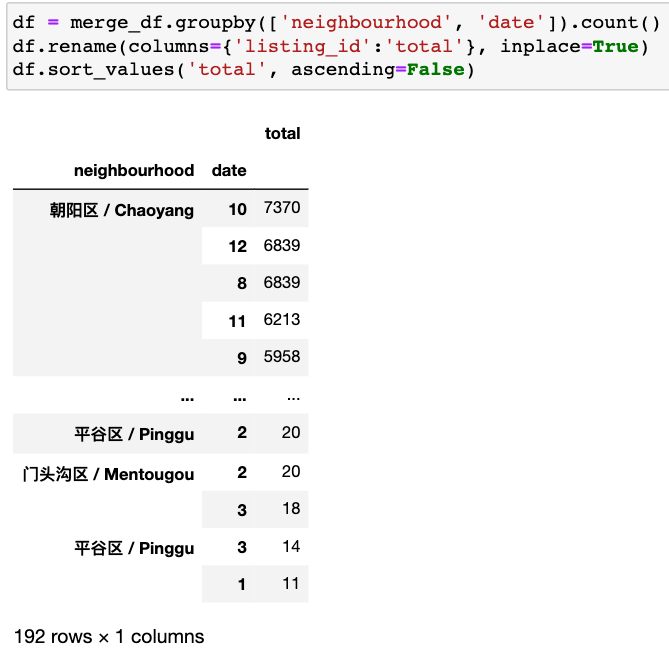 df = merge_df.groupby(['neighbourhood', 'date']).count()
df.rename(columns={'listing_id':'total'}, inplace=True)
df.sort_values('total', ascending=False)
total
neighbourhood date
朝阳区 / Chaoyang 10 7370
12 6839
8 6839
11 6213
9 5958
... ... ...
平谷区 / Pinggu 2 20
门头沟区 / Mentougou 2 20
3 18
平谷区 / Pinggu 3 14
1 11
192 rows × 1 columns